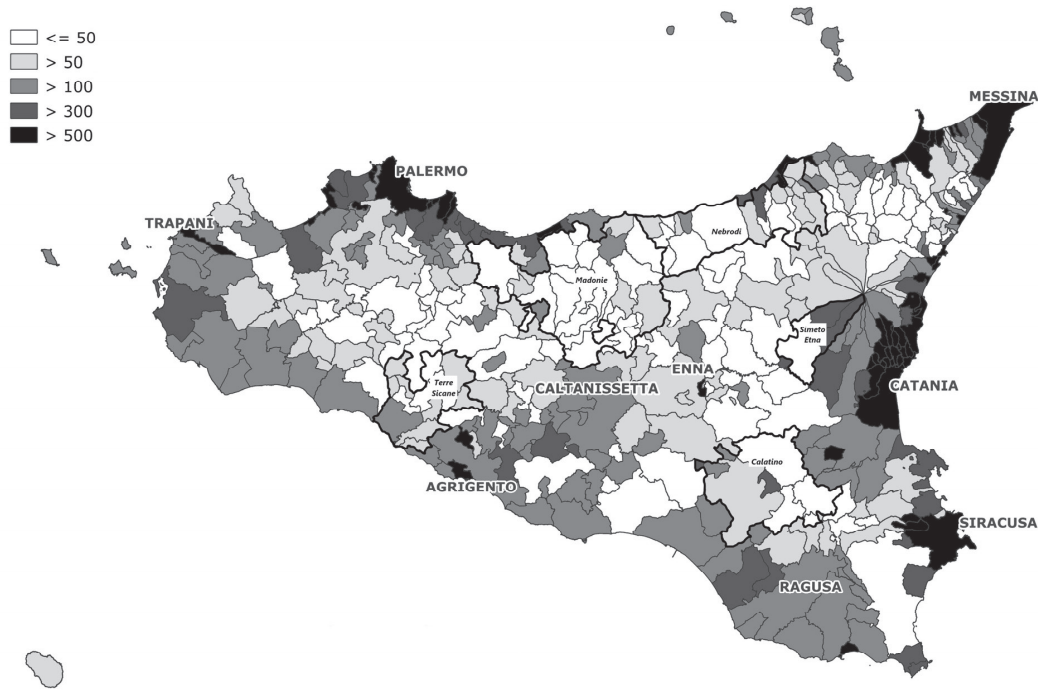 <= 50
> 50
> 100
> 300
> 500
MESSINA
PALERMO
TRAPANI
Nebrodi
Madonie
Simeto
Etna
ENNA
Terre
Sicane
CALTANISSETTA
CATANIA
Calatino
AGRIGENTO
SIRACUSA
RAGUSA